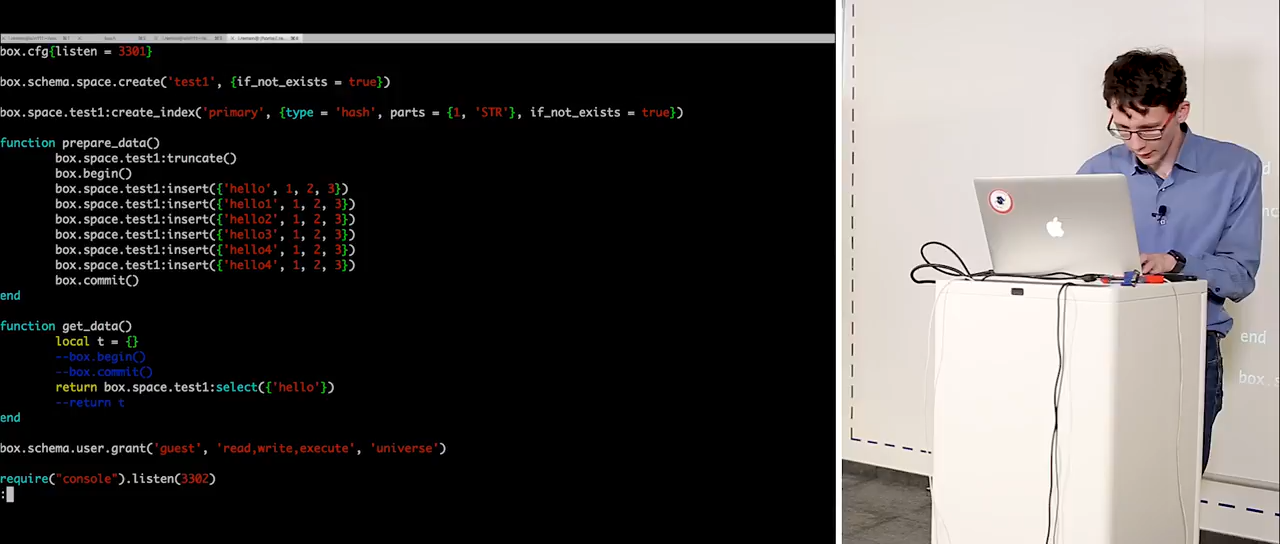 box.cfg{listen = 3301}
box.schema.space.create('test1', {if_not_exists = true})
box.space.test1:create_index('primary', {type = 'hash', parts = {1, 'STR'}, if_not_exists = true})
function prepare_data()
box.space.test1:truncate()
box.begin()
box.space.test1:insert({'hello', 1, 2, 3})
box.space.test1:insert({'hello1', 1, 2, 3})
box.space.test1:insert({'hello2', 1, 2, 3})
box.space.test1:insert({'hello3', 1, 2, 3})
box.space.test1:insert({'hello4', 1, 2, 3})
box.space.test1:insert({'hello4', 1, 2, 3})
box.commit()
end
function get_data()
local t = {}
--box.begin()
--box.commit()
return box.space.test1:select({'hello'})
--return t
end
box.schema.user.grant('guest', 'read,write,execute', 'universe')
require("console").listen(3302)
:
end
box.s